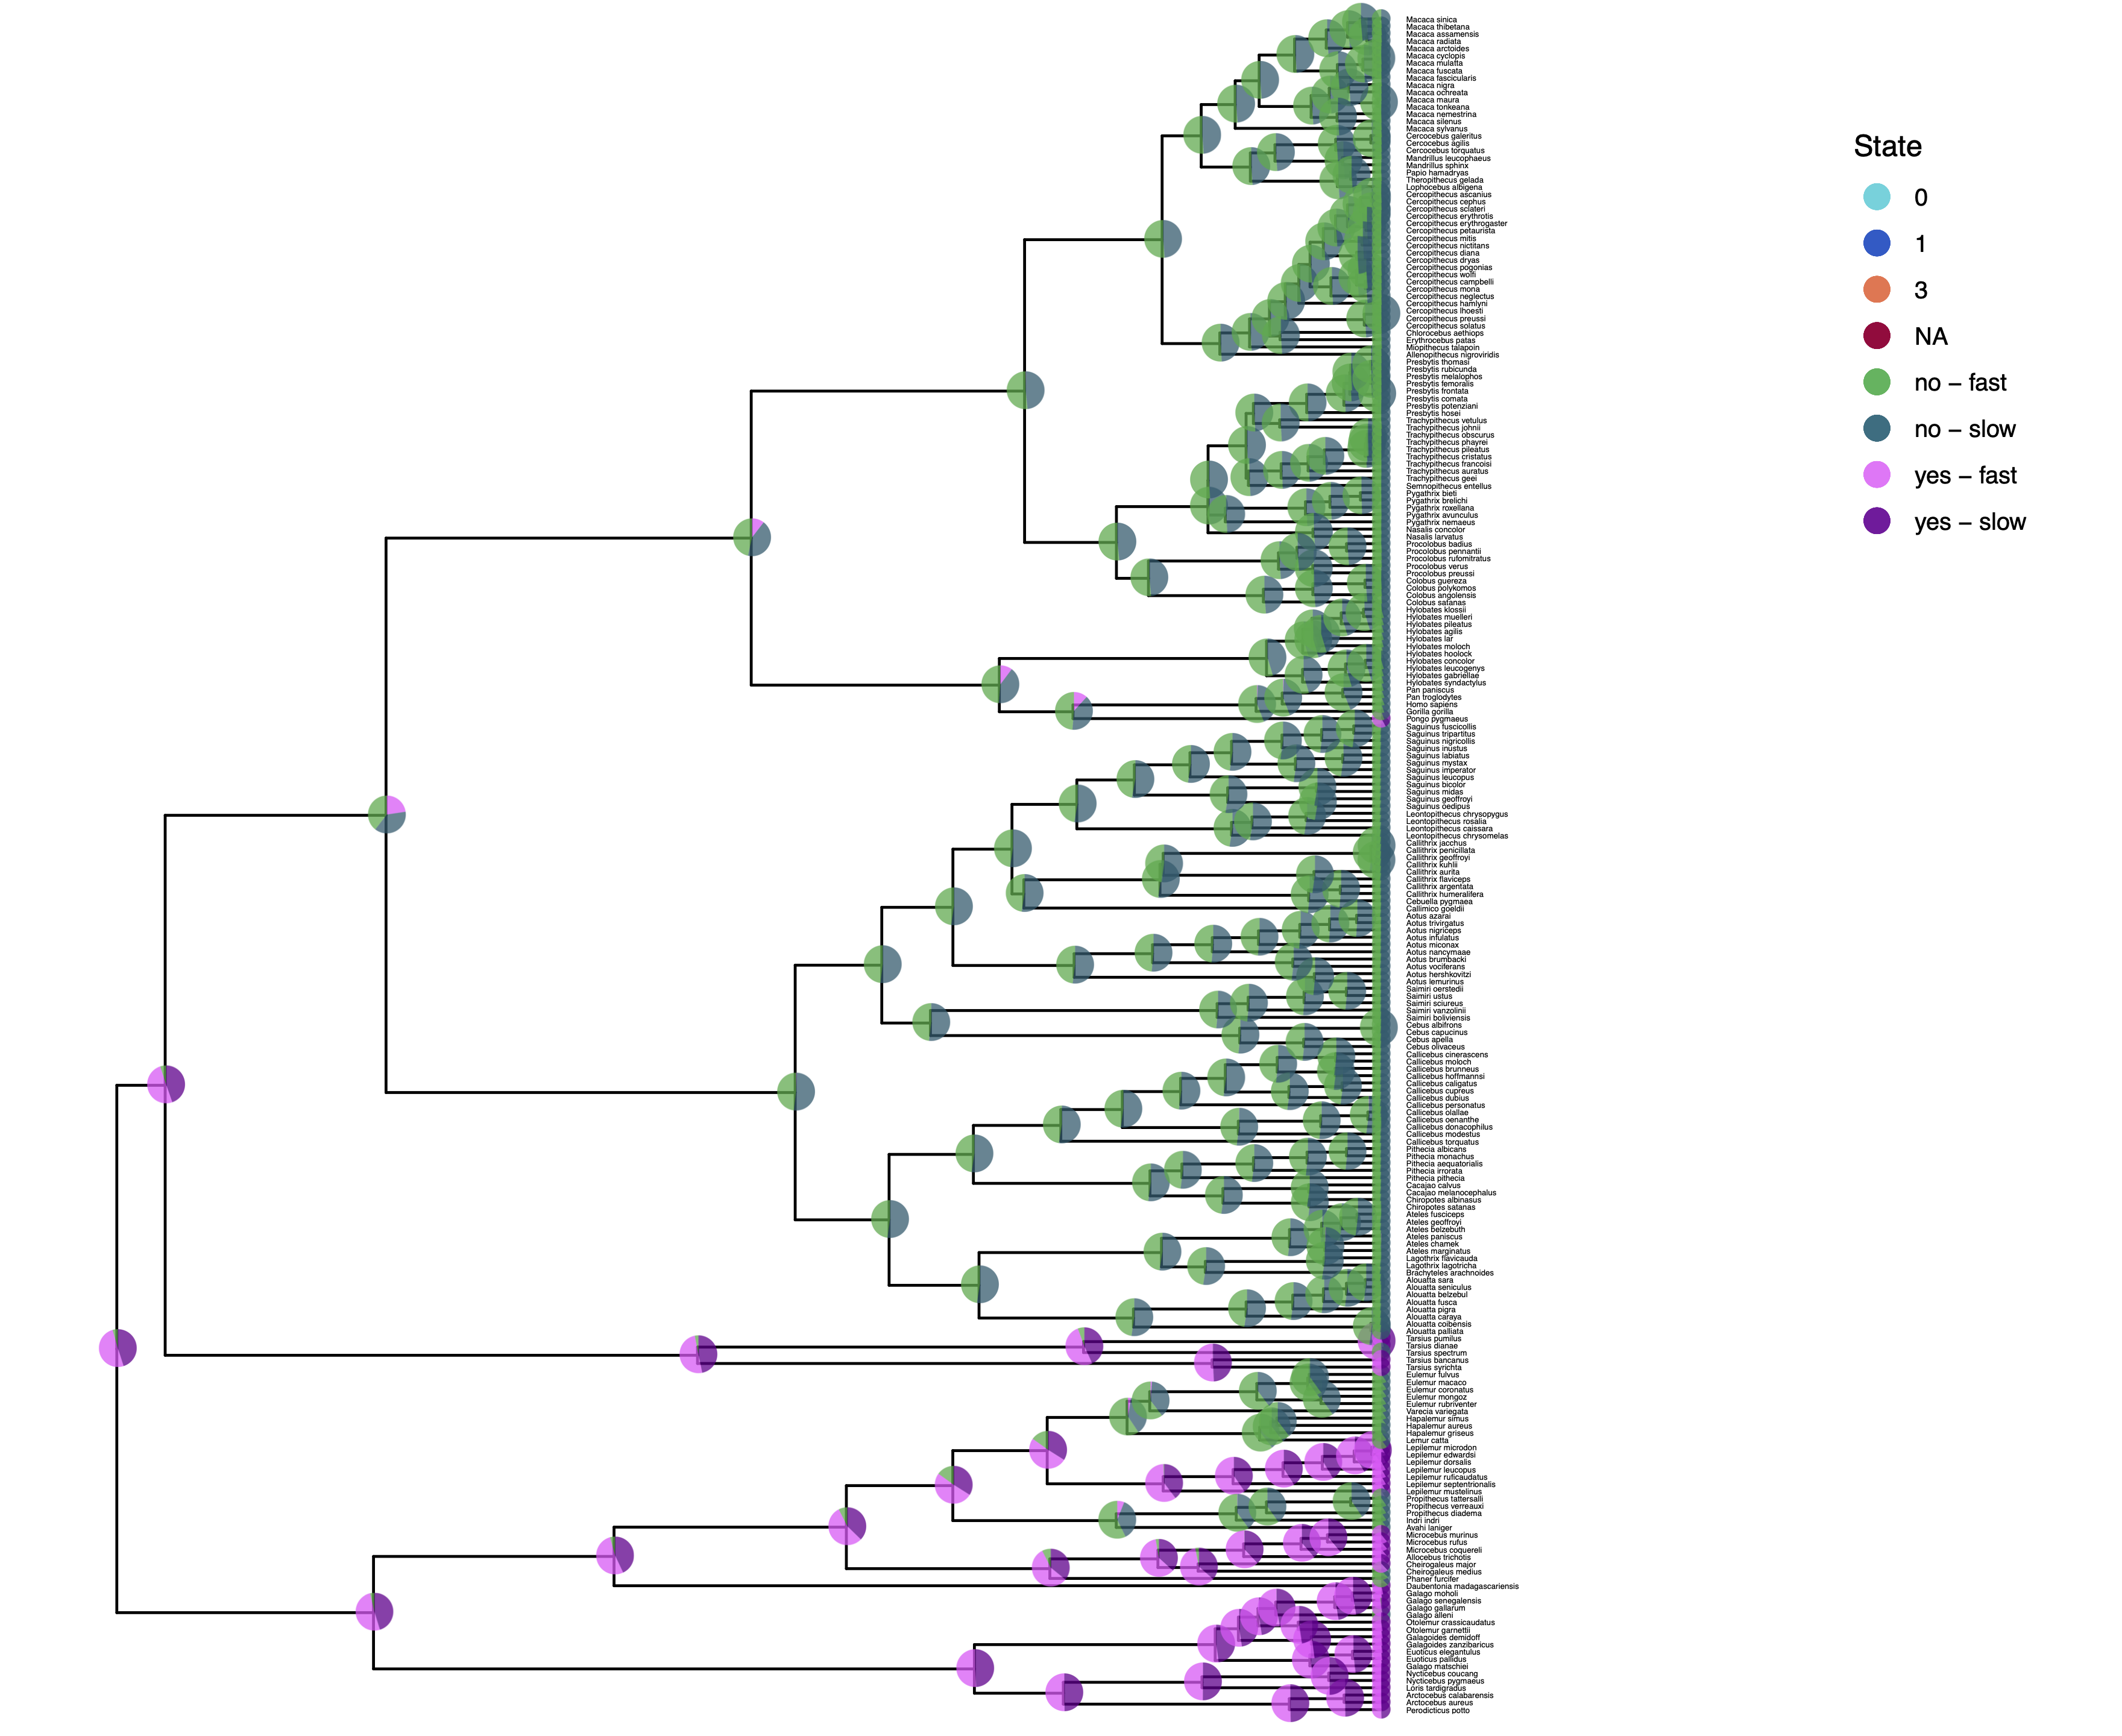 Macaca sinica
Macaca thibetana
Macaca assamensis
Macaca radiata
Macaca arctoides
Macaca cyclopis
Macaca mulatta
Macaca fuscata
Macaca fascicularis
Macaca nigra
Macaca ochreata
Macaca maura
Macaca tonkeana
Macaca nemestrina
Macaca silenus
Macaca sylvanus
Cercocebus galeritus
Cercocebus agilis
Cercocebus torquatus
Mandrillus leucophaeus
Mandrillus sphinx
Papio hamadryas
Theropithecus gelada
Lophocebus albigena
Cercopithecus ascanius
Cercopithecus cephus
Cercopithecus sclateri
Cercopithecus erythrotis
Cercopithecus erythrogaster
Cercopithecus petaurista
Cercopithecus mitis
Cercopithecus nictitans
Cercopithecus diana
Cercopithecus dryas
Cercopithecus pogonias
Cercopithecus wolfi
Cercopithecus campbelli
Cercopithecus mona
Cercopithecus neglectus
Cercopithecus hamlyni
Cercopithecus lhoesti
Cercopithecus preussi
Cercopithecus solatus
Chlorocebus aethiops
Erythrocebus patas
Miopithecus talapoin
Allenopithecus nigroviridis
Presbytis thomasi
Presbytis rubicunda
Presbytis melalophos
Presbytis femoralis
Presbytis frontata
Presbytis comata
Presbytis potenziani
Presbytis hosei
Trachypithecus vetulus
Trachypithecus johnii
Trachypithecus obscurus
Trachypithecus phayrei
Trachypithecus pileatus
Trachypithecus cristatus
Trachypithecus francoisi
Trachypithecus auratus
Trachypithecus geei
Semnopithecus entellus
Pygathrix bieti
Pygathrix brelichi
Pygathrix roxellana
Pygathrix avunculus
Pygathrix nemaeus
Nasalis concolor
Nasalis larvatus
Procolobus badius
Procolobus pennantii
Procolobus rufomitratus
Procolobus verus
Procolobus preussi
Colobus guereza
Colobus polykomos
Colobus angolensis
Colobus satanas
Hylobates klossii
Hylobates muelleri
Hylobates pileatus
Hylobates agilis
Hylobates lar
Hylobates moloch
Hylobates hoolock
Hylobates concolor
Hylobates leucogenys
Hylobates gabriellae
Hylobates syndactylus
Pan paniscus
Pan troglodytes
Homo sapiens
Gorilla gorilla
Pongo pygmaeus
Saguinus fuscicollis
Saguinus tripartitus
Saguinus nigricollis
Saguinus inustus
Saguinus labiatus
Saguinus mystax
Saguinus imperator
Saguinus leucopus
Saguinus bicolor
Saguinus midas
Saguinus geoffroyi
Saguinus oedipus
Leontopithecus chrysopygus
Leontopithecus rosalia
Leontopithecus caissara
Leontopithecus chrysomelas
Callithrix jacchus
Callithrix penicillata
Callithrix geoffroyi
Callithrix kuhlii
Callithrix aurita
Callithrix flaviceps
Callithrix argentata
Callithrix humeralifera
Cebuella pygmaea
Callimico goeldii
Aotus azarai
Aotus trivirgatus
Aotus nigriceps
Aotus infulatus
Aotus miconax
Aotus nancymaae
Aotus brumbacki
Aotus vociferans
Aotus hershkovitzi
Aotus lemurinus
Saimiri oerstedii
Saimiri ustus
Saimiri sciureus
Saimiri vanzolinii
Saimiri boliviensis
Cebus albifrons
Cebus capucinus
Cebus apella
Cebus olivaceus
Callicebus cinerascens
Callicebus moloch
Callicebus brunneus
Callicebus hoffmannsi
Callicebus caligatus
Callicebus cupreus
Callicebus dubius
Callicebus personatus
Callicebus olallae
Callicebus oenanthe
Callicebus donacophilus
Callicebus modestus
Callicebus torquatus
Pithecia albicans
Pithecia monachus
Pithecia aequatorialis
Pithecia irrorata
Pithecia pithecia
Cacajao calvus
Cacajao melanocephalus
Chiropotes albinasus
Chiropotes satanas
Ateles fusciceps
Ateles geoffroyi
Ateles belzebuth
Ateles paniscus
Ateles chamek
Ateles marginatus
Lagothrix flavicauda
Lagothrix lagotricha
Brachyteles arachnoides
Alouatta sara
Alouatta seniculus
Alouatta belzebul
Alouatta fusca
Alouatta pigra
Alouatta caraya
Alouatta coibensis
Alouatta palliata
Tarsius pumilus
Tarsius dianae
Tarsius spectrum
Tarsius bancanus
Tarsius syrichta
Eulemur fulvus
Eulemur macaco
Eulemur coronatus
Eulemur mongoz
Eulemur rubriventer
Varecia variegata
Hapalemur simus
Hapalemur aureus
Hapalemur griseus
Lemur catta
Lepilemur microdon
Lepilemur edwardsi
Lepilemur dorsalis
Lepilemur leucopus
Lepilemur ruficaudatus
Lepilemur septentrionalis
Lepilemur mustelinus
Propithecus tattersalli
Propithecus verreauxi
Propithecus diadema
Indri indri
Avahi laniger
Microcebus murinus
Microcebus rufus
Microcebus coquereli
Allocebus trichotis
Cheirogaleus major
Cheirogaleus medius
Phaner furcifer
Daubentonia madagascariensis
Galago moholi
Galago senegalensis
Galago gallarum
Galago alleni
Otolemur crassicaudatus
Otolemur garnettii
Galagoides demidoff
Galagoides zanzibaricus
Euoticus elegantulus
Euoticus pallidus
Galago matschiei
Nycticebus coucang
Nycticebus pygmaeus
Loris tardigradus
Arctocebus calabarensis
Arctocebus aureus
Perodicticus potto
State
0
1
3
NA
no – fast
no – slow
yes – fast
yes – slow